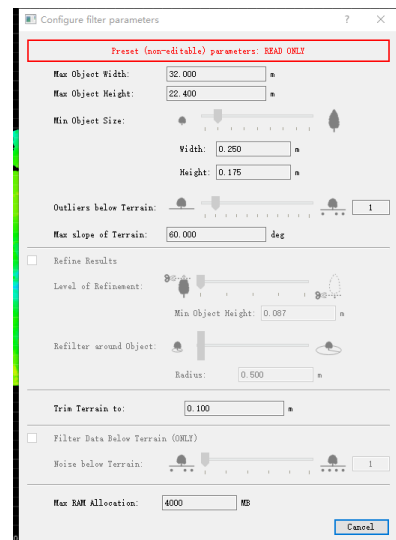 Configure filter parameters
Preset (non-editable) parameters: READ ONLY
Max Object Width: 32.000 m
Max Object Height: 22.400 m
Min Object Size:
Width: 0.250 m
Height: 0.175 m
Outliers below Terrain: 1
Max slope of Terrain: 60.000 deg
Refine Results
Level of Refinement:
Min Object Height: 0.087 m
Refilter around Object:
Radius: 0.500 m
Trim Terrain to: 0.100 m
Filter Data Below Terrain (ONLY)
Noise below Terrain: 1
Max RAM Allocation: 4000 MB
Cancel